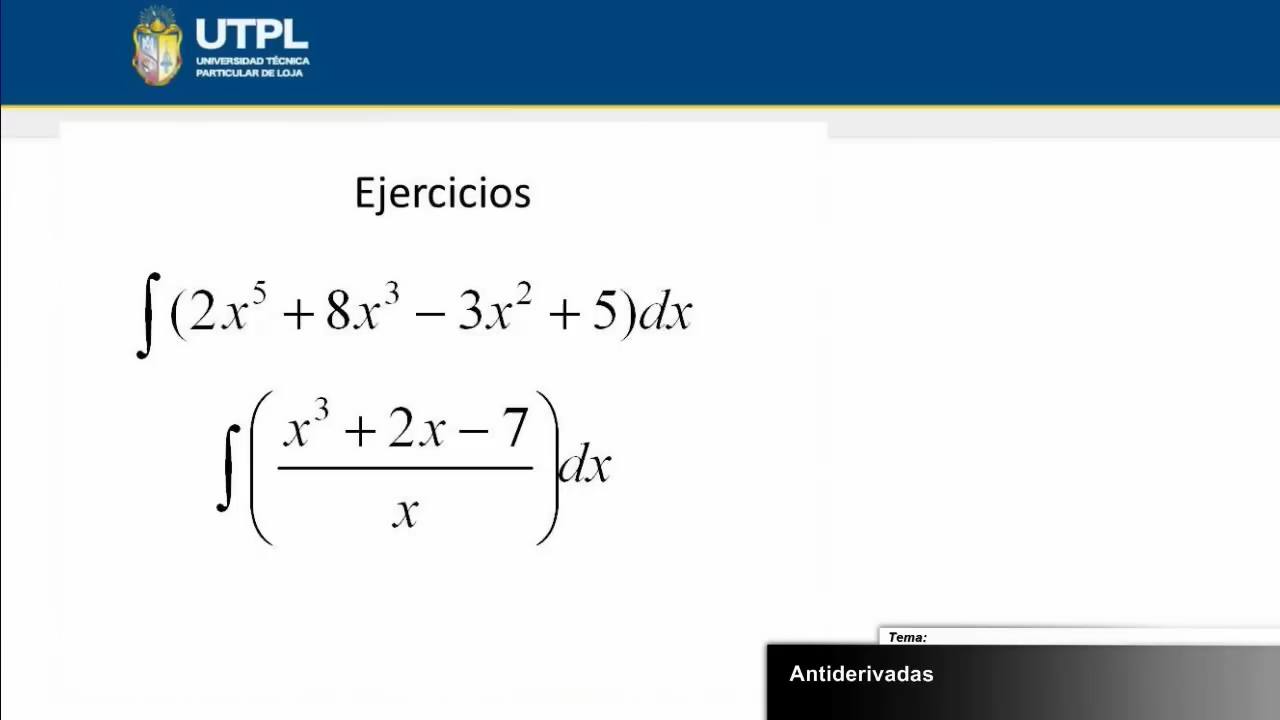 UTPL
UNIVERSIDAD TÉCNICA
PARTICULAR DE LOJA
Ejercicios
∫(2x⁵ + 8x³ − 3x² + 5)dx
∫((x³ + 2x − 7)/x)dx
Tema:
Antiderivadas